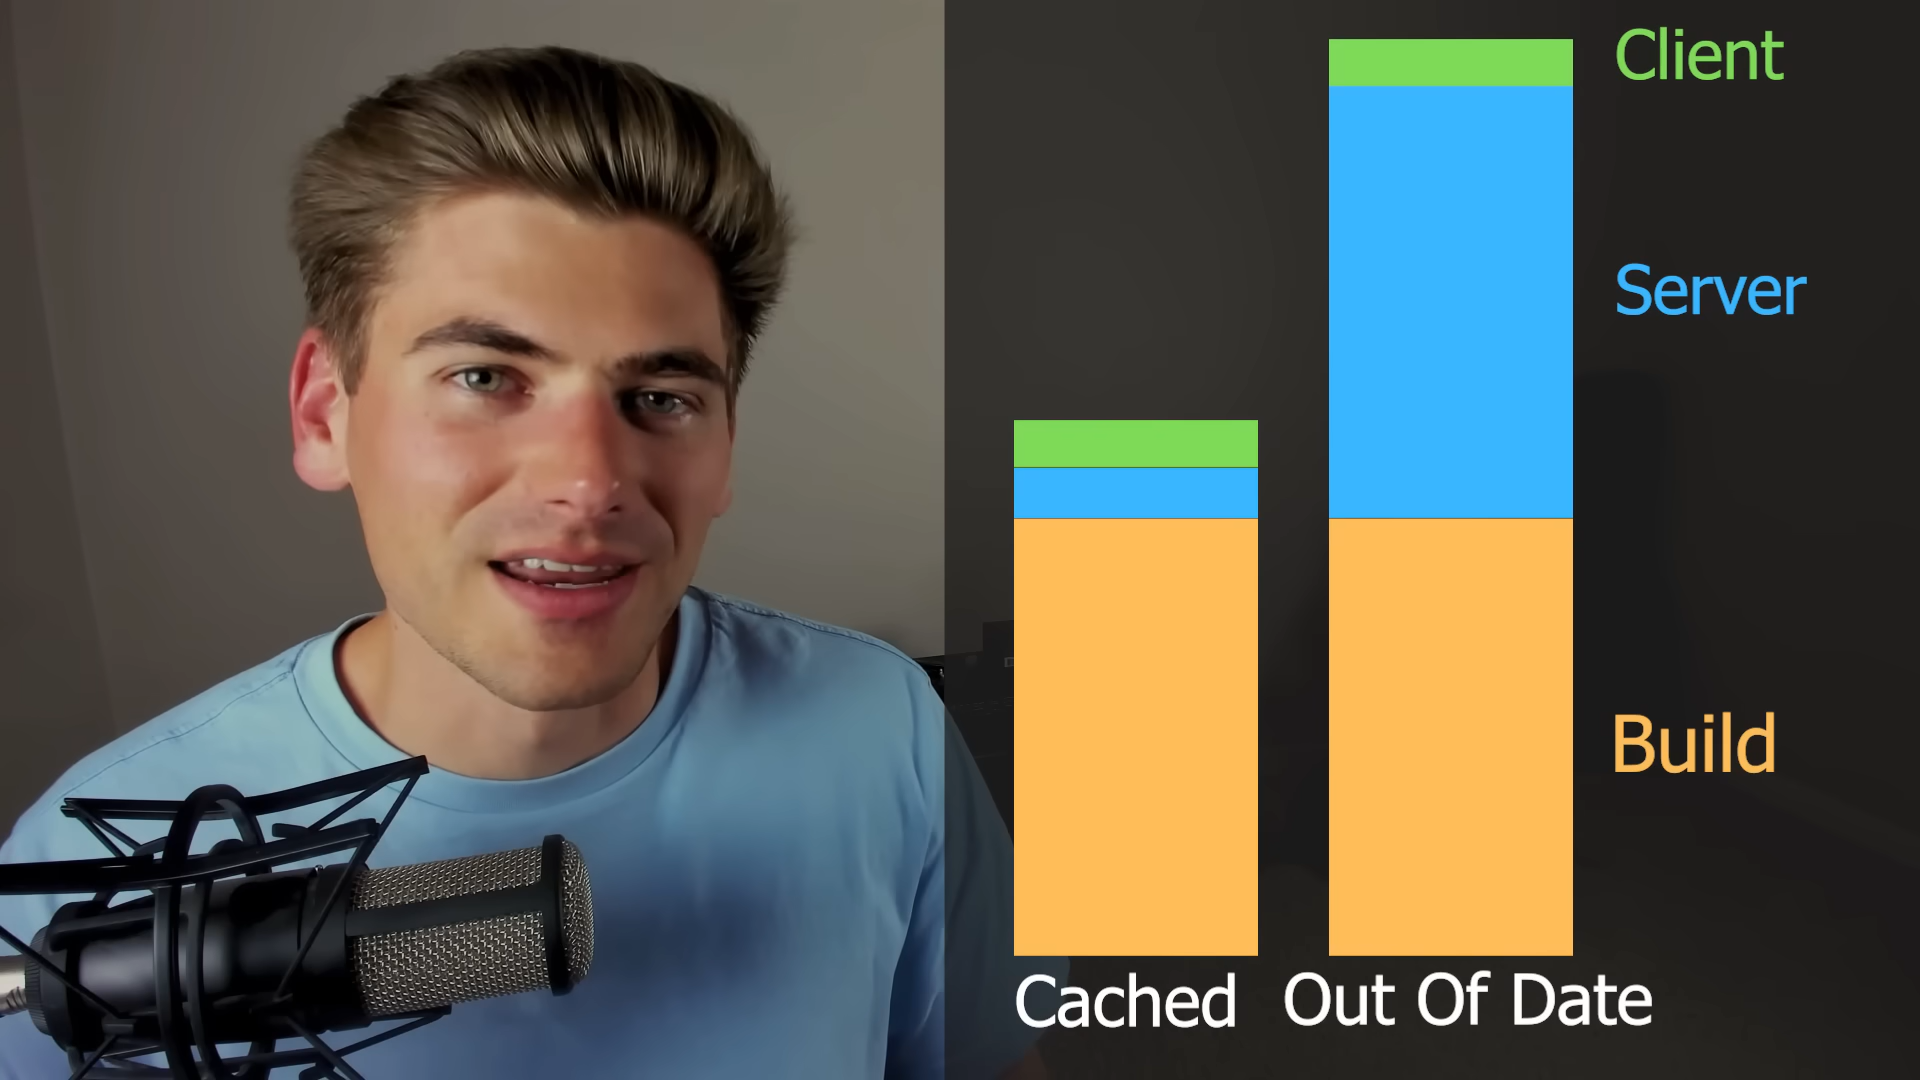 Client
Server
Build
Cached
Out Of Date